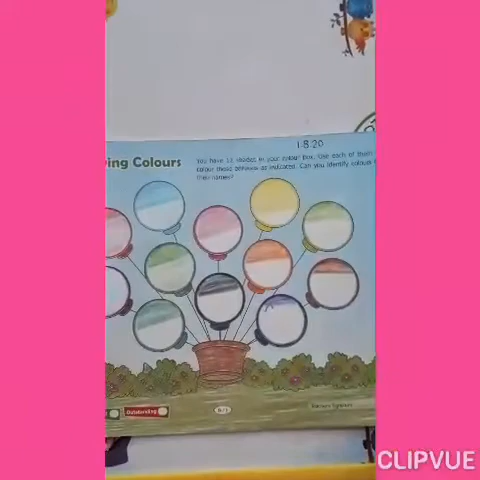 1.8.20
ing Colours
You have 12 shades in your colour box. Use each of them
colour these balloons as indicated. Can you identify colours
their names?
Outstanding
CLIPVUE